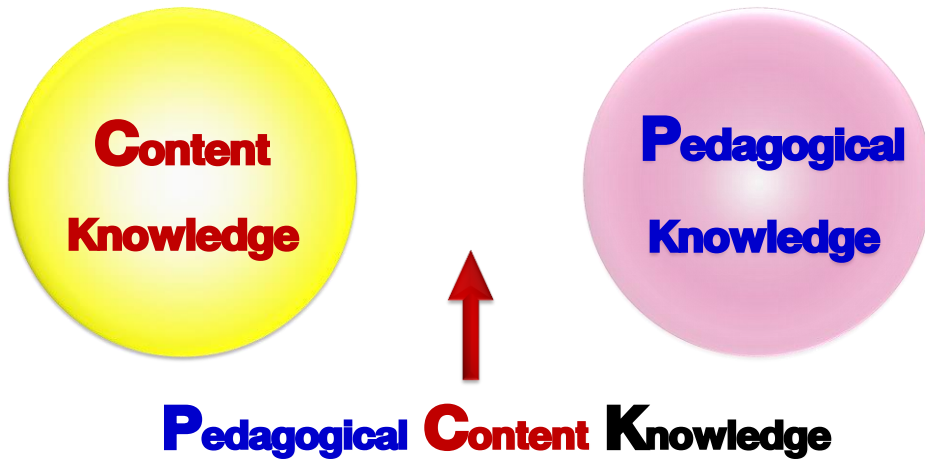 Content
Knowledge
Pedagogical
Knowledge
Pedagogical Content Knowledge